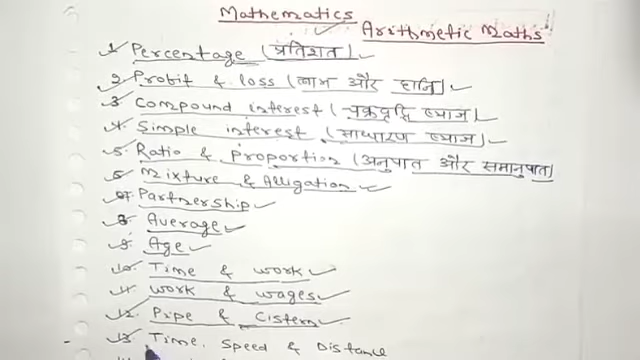 Mathematics
Arithmetic Maths
1. Percentage (प्रतिशत)
2. Profit & loss (लाभ और हानि)
3. Compound interest (चक्रवृद्धि ब्याज)
4. Simple interest (साधारण ब्याज)
5. Ratio & proportion (अनुपात और समानुपात)
6. Mixture & Alligation
7. Partnership
8. Average
9. Age
10. Time & work
11. work & wages
12. Pipe & Cistern
13. Time, Speed & Distance